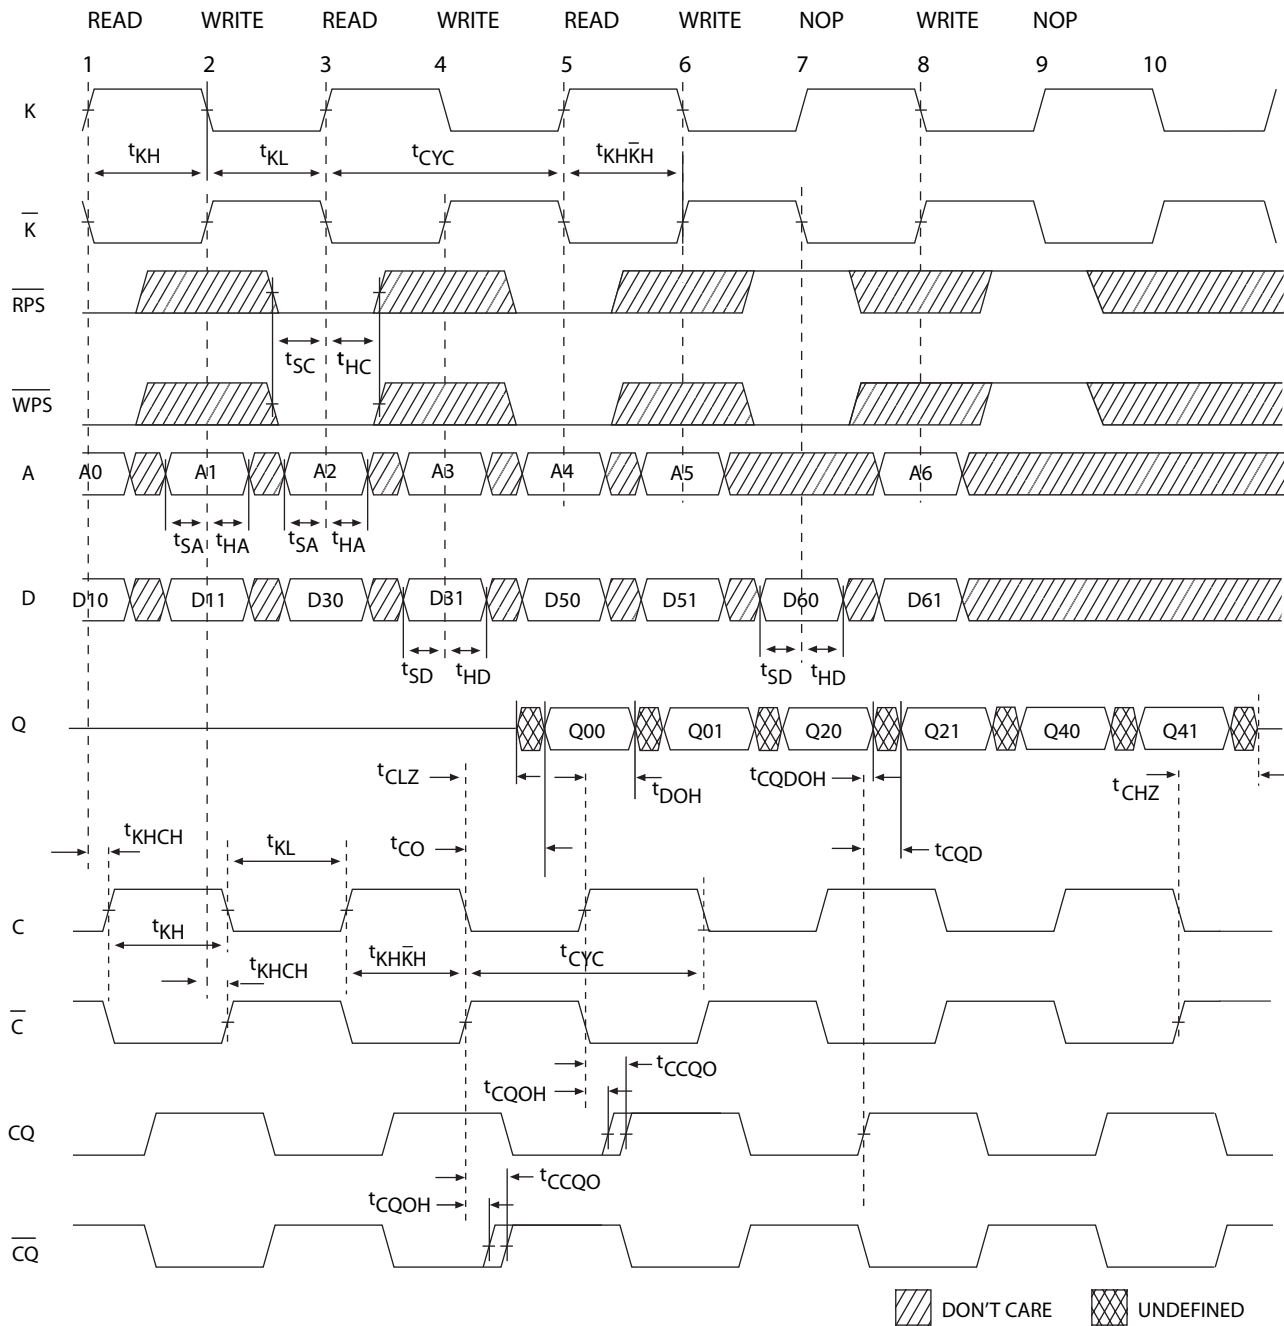 READ WRITE READ WRITE READ WRITE NOP WRITE NOP
1 2 3 4 5 6 7 8 9 10
K
tKH tKL tCYC tKHK̅H
K̅
R̅P̅S̅
tSC tHC
W̅P̅S̅
A A0 A1 A2 A3 A4 A5 A6
tSA tHA tSA tHA
D D10 D11 D30 D31 D50 D51 D60 D61
tSD tHD tSD tHD
Q Q00 Q01 Q20 Q21 Q40 Q41
tCLZ tDOH tCQDOH tCHZ
tKHCH tKL tCO tCQD
C
tKH tKHK̅H tCYC
tKHCH
C̅
tCCQO
tCQOH
CQ
tCCQO
tCQOH
C̅Q̅
DON'T CARE UNDEFINED